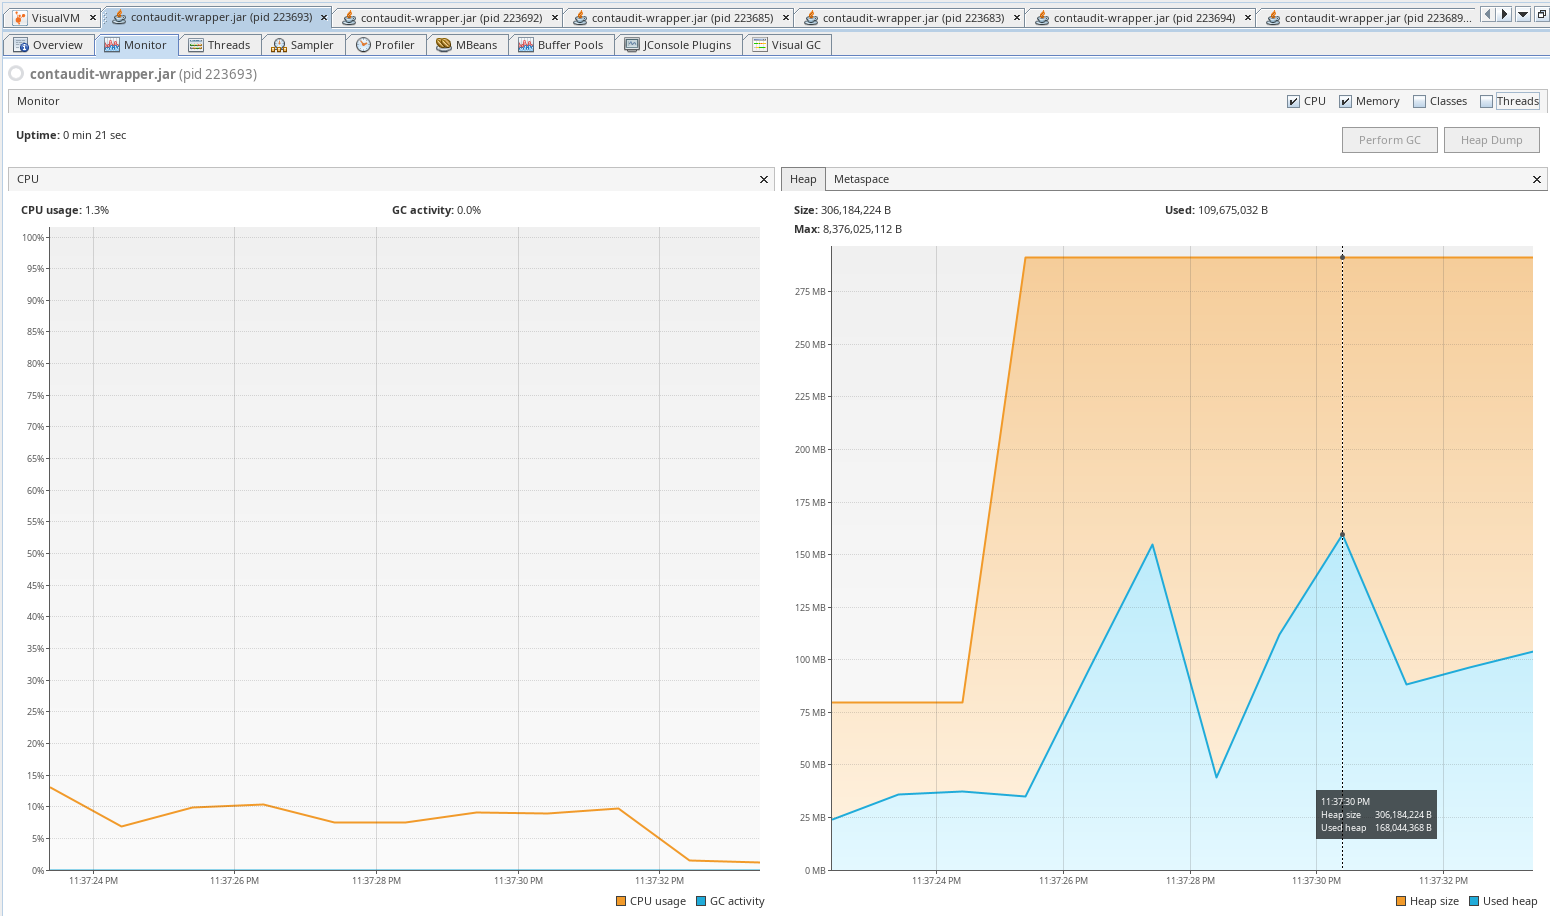 VisualVM contaudit-wrapper.jar (pid 223693) contaudit-wrapper.jar (pid 223692) contaudit-wrapper.jar (pid 223685) contaudit-wrapper.jar (pid 223683) contaudit-wrapper.jar (pid 223694) contaudit-wrapper.jar (pid 223689...
Overview Monitor Threads Sampler Profiler MBeans Buffer Pools JConsole Plugins Visual GC
contaudit-wrapper.jar (pid 223693)
Monitor CPU Memory Classes Threads
Uptime: 0 min 21 sec
Perform GC Heap Dump
CPU
CPU usage: 1.3% GC activity: 0.0%
100%
95%
90%
85%
80%
75%
70%
65%
60%
55%
50%
45%
40%
35%
30%
25%
20%
15%
10%
5%
0%
11:37:24 PM 11:37:26 PM 11:37:28 PM 11:37:30 PM 11:37:32 PM
CPU usage GC activity
Heap Metaspace
Size: 306,184,224 B Used: 109,675,032 B
Max: 8,376,025,112 B
275 MB
250 MB
225 MB
200 MB
175 MB
150 MB
125 MB
100 MB
75 MB
50 MB
25 MB
0 MB
11:37:30 PM
Heap size 306,184,224 B
Used heap 168,044,368 B
11:37:24 PM 11:37:26 PM 11:37:28 PM 11:37:30 PM 11:37:32 PM
Heap size Used heap